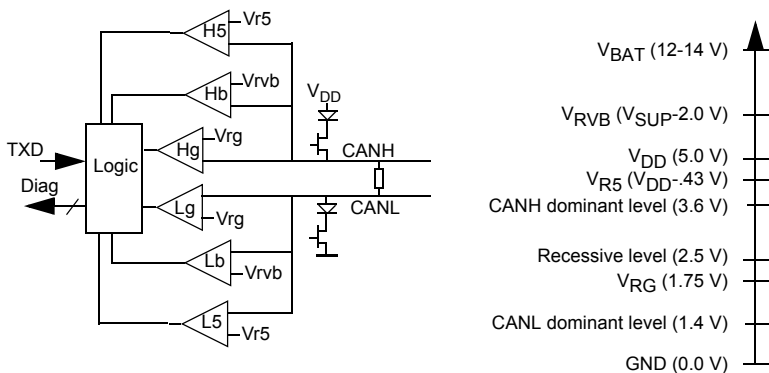 H5
Vr5
Hb
Vrvb
VDD
TXD
Logic
Hg
Vrg
CANH
Diag
Lg
Vrg
CANL
Lb
Vrvb
L5
Vr5
VBAT (12-14 V)
VRVB (VSUP-2.0 V)
VDD (5.0 V)
VR5 (VDD-.43 V)
CANH dominant level (3.6 V)
Recessive level (2.5 V)
VRG (1.75 V)
CANL dominant level (1.4 V)
GND (0.0 V)